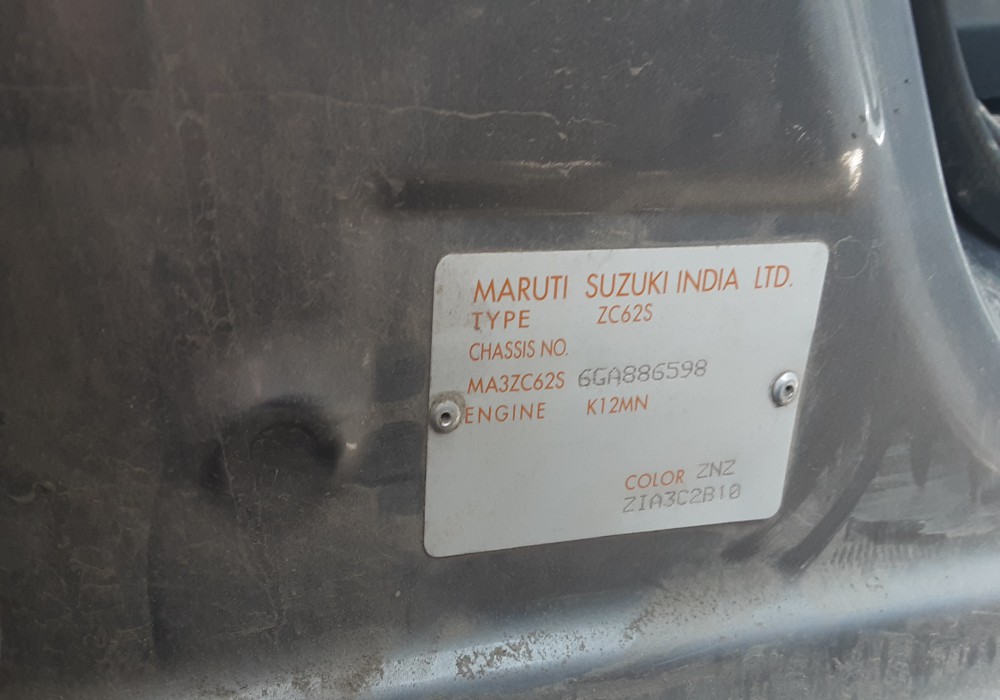 MARUTI SUZUKI INDIA LTD.
TYPE ZC62S
CHASSIS NO.
MA3ZC62S 6GA886598
ENGINE K12MN
COLOR ZNZ
ZIA3C2B10